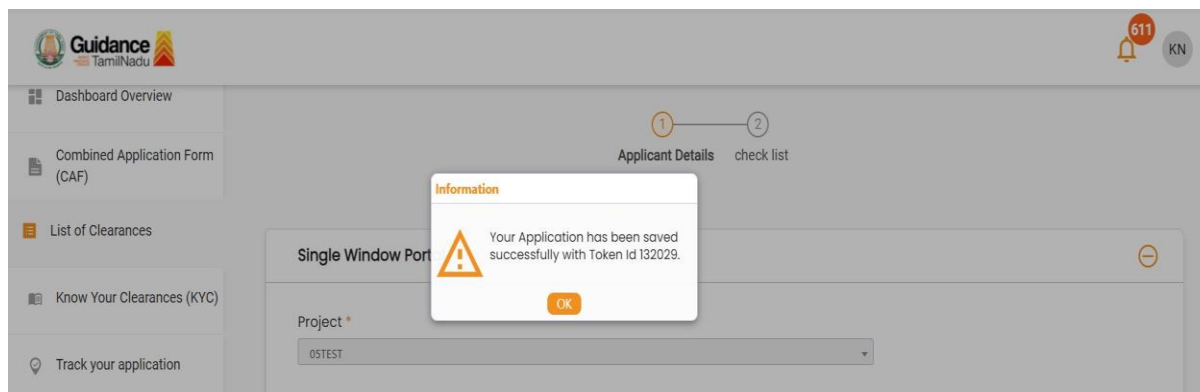 Guidance
TamilNadu
611
KN
Dashboard Overview
Combined Application Form
(CAF)
List of Clearances
Know Your Clearances (KYC)
Track your application
1
2
Applicant Details
check list
Information
Your Application has been saved
successfully with Token Id 132029.
OK
Single Window Port
Project *
05TEST